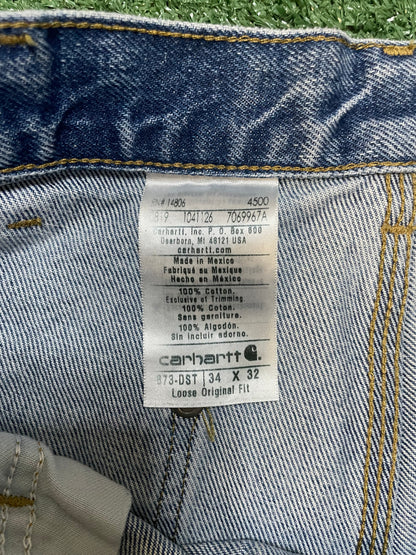 RN# 14806 4500
819 1041126 7069967A
Carhartt, Inc. P.O. Box 600
Dearborn, MI 48121 USA
carhartt.com
Made in Mexico
Fabriqué au Mexique
Hecho en México
100% Cotton.
Exclusive of Trimming
100% Coton.
Sans garniture.
100% Algodón.
Sin incluir adorno.
carhartt
B73-DST 34 X 32
Loose Original Fit